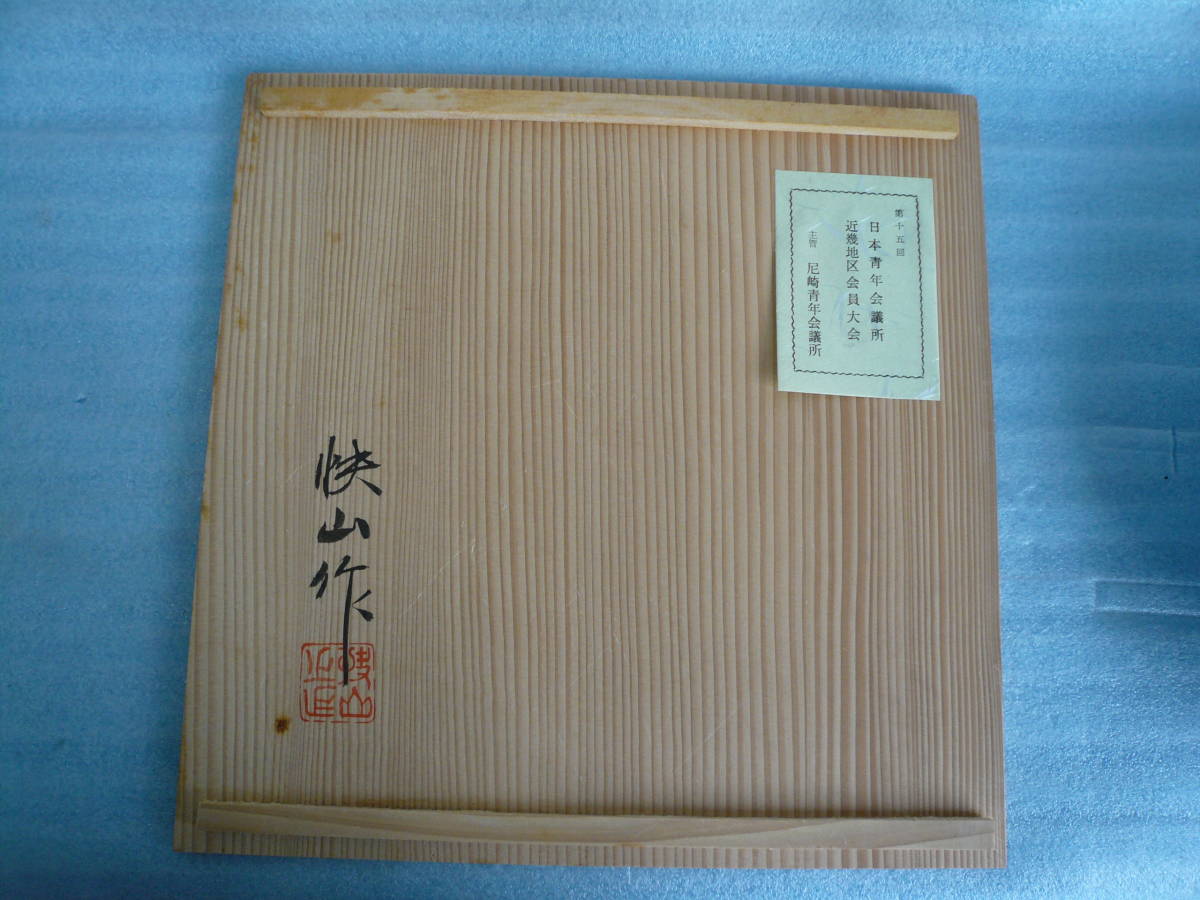 第十五回
日本青年会議所
近畿地区会員大会
主管 尼崎青年会議所
快山作